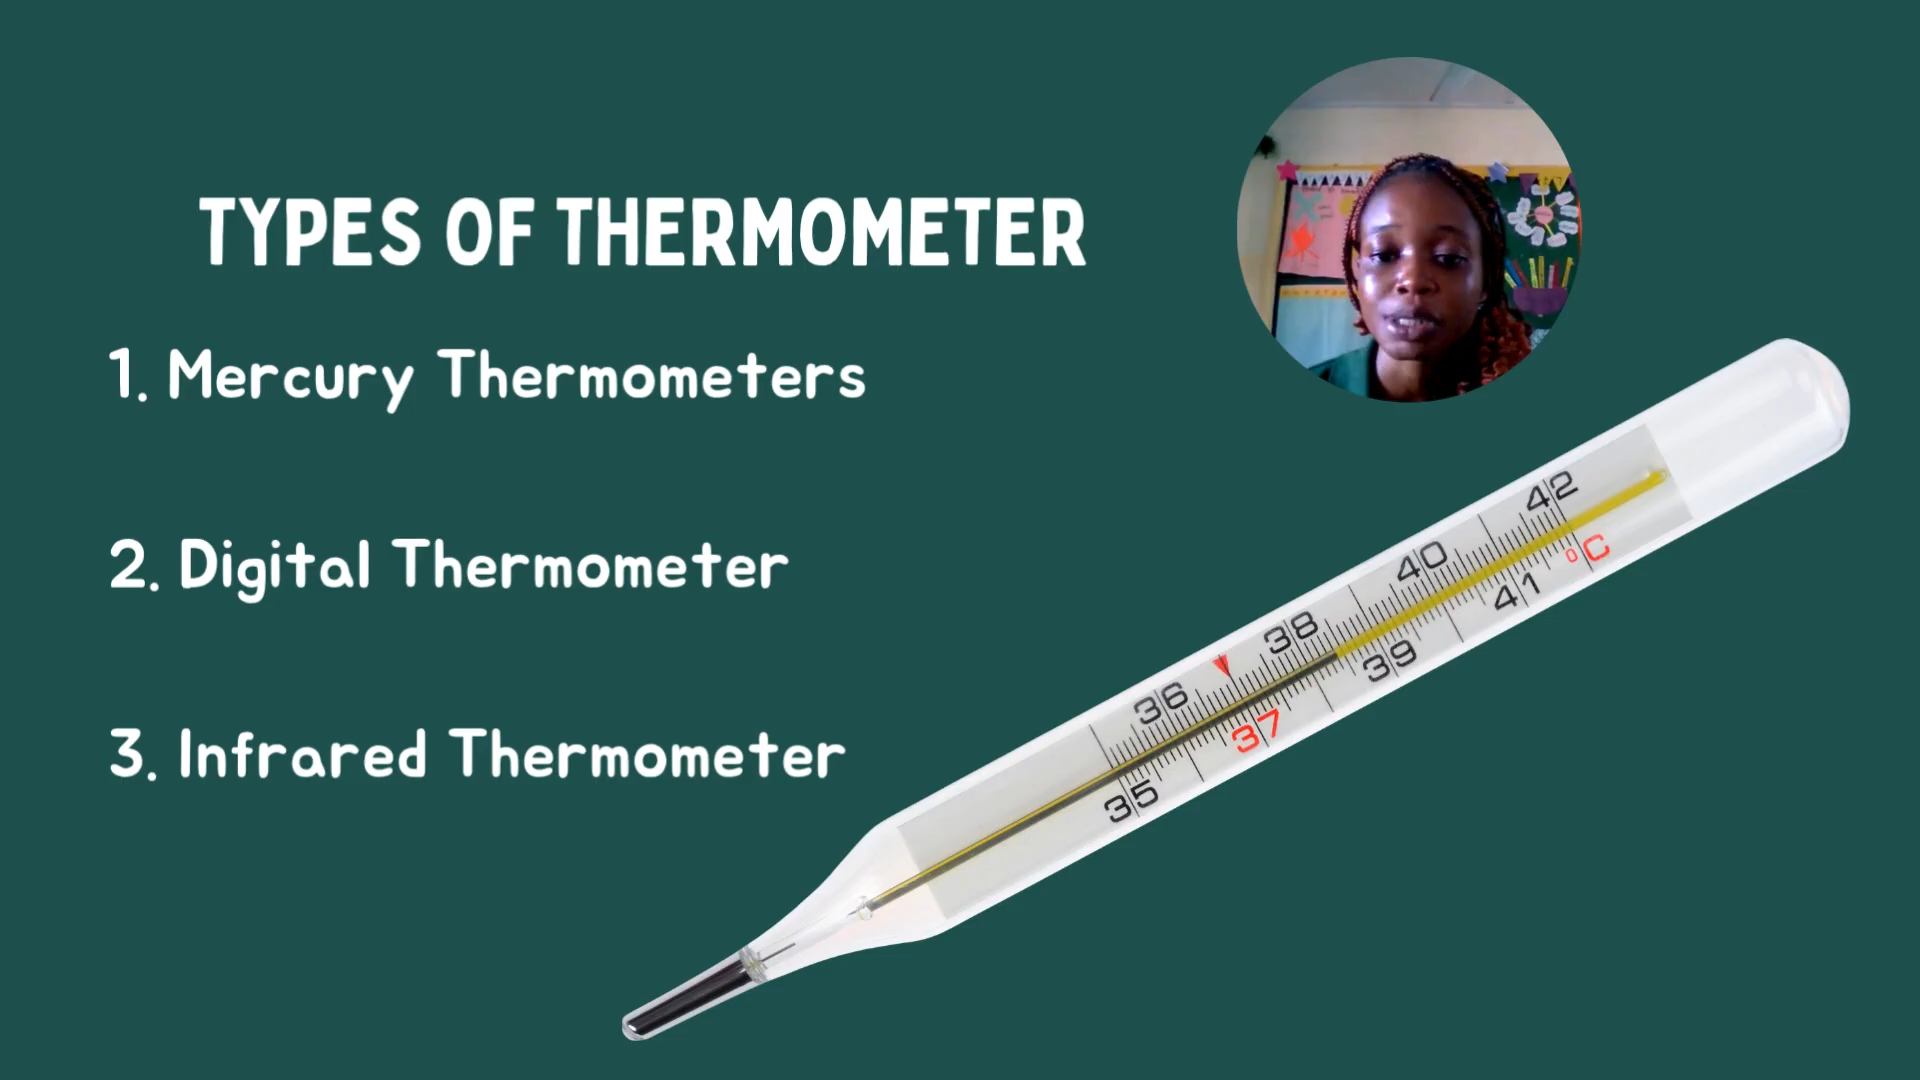 TYPES OF THERMOMETER
1. Mercury Thermometers
2. Digital Thermometer
3. Infrared Thermometer
42
°C
40
41
38
39
36
37
35